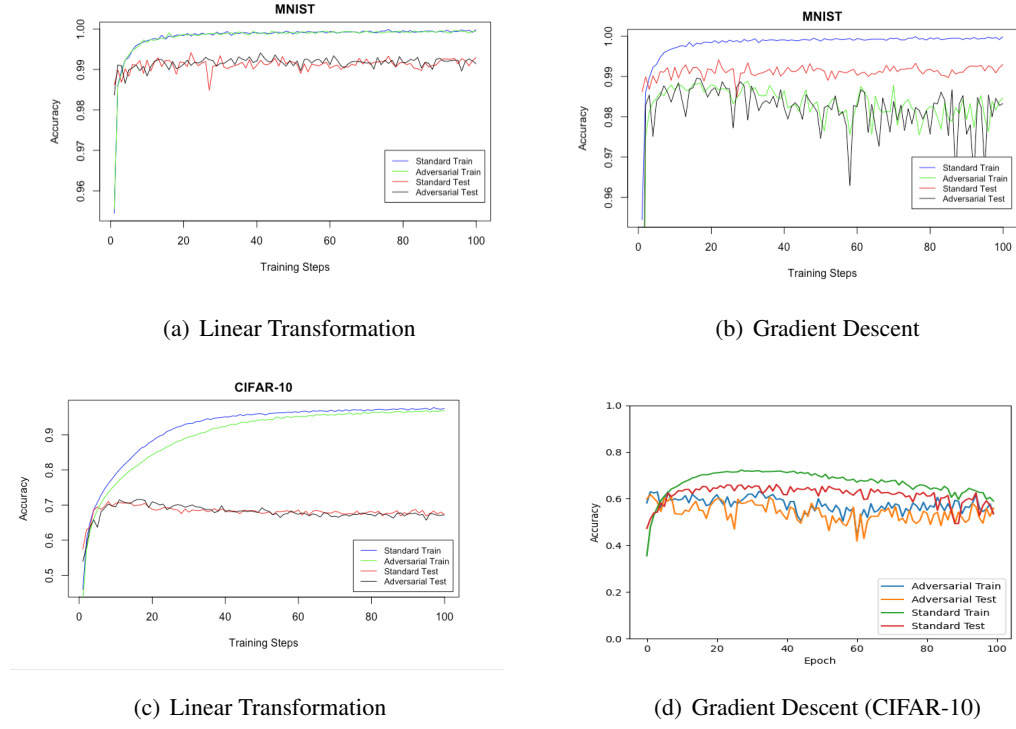 MNIST
Accuracy
1.00
0.99
0.98
0.97
0.96
Standard Train
Adversarial Train
Standard Test
Adversarial Test
0 20 40 60 80 100
Training Steps
(a) Linear Transformation
MNIST
Accuracy
1.00
0.99
0.98
0.97
0.96
Standard Train
Adversarial Train
Standard Test
Adversarial Test
0 20 40 60 80 100
Training Steps
(b) Gradient Descent
CIFAR-10
Accuracy
0.9
0.8
0.7
0.6
0.5
Standard Train
Adversarial Train
Standard Test
Adversarial Test
0 20 40 60 80 100
Training Steps
(c) Linear Transformation
Accuracy
1.0
0.8
0.6
0.4
0.2
0.0
Adversarial Train
Adversarial Test
Standard Train
Standard Test
0 20 40 60 80 100
Epoch
(d) Gradient Descent (CIFAR-10)